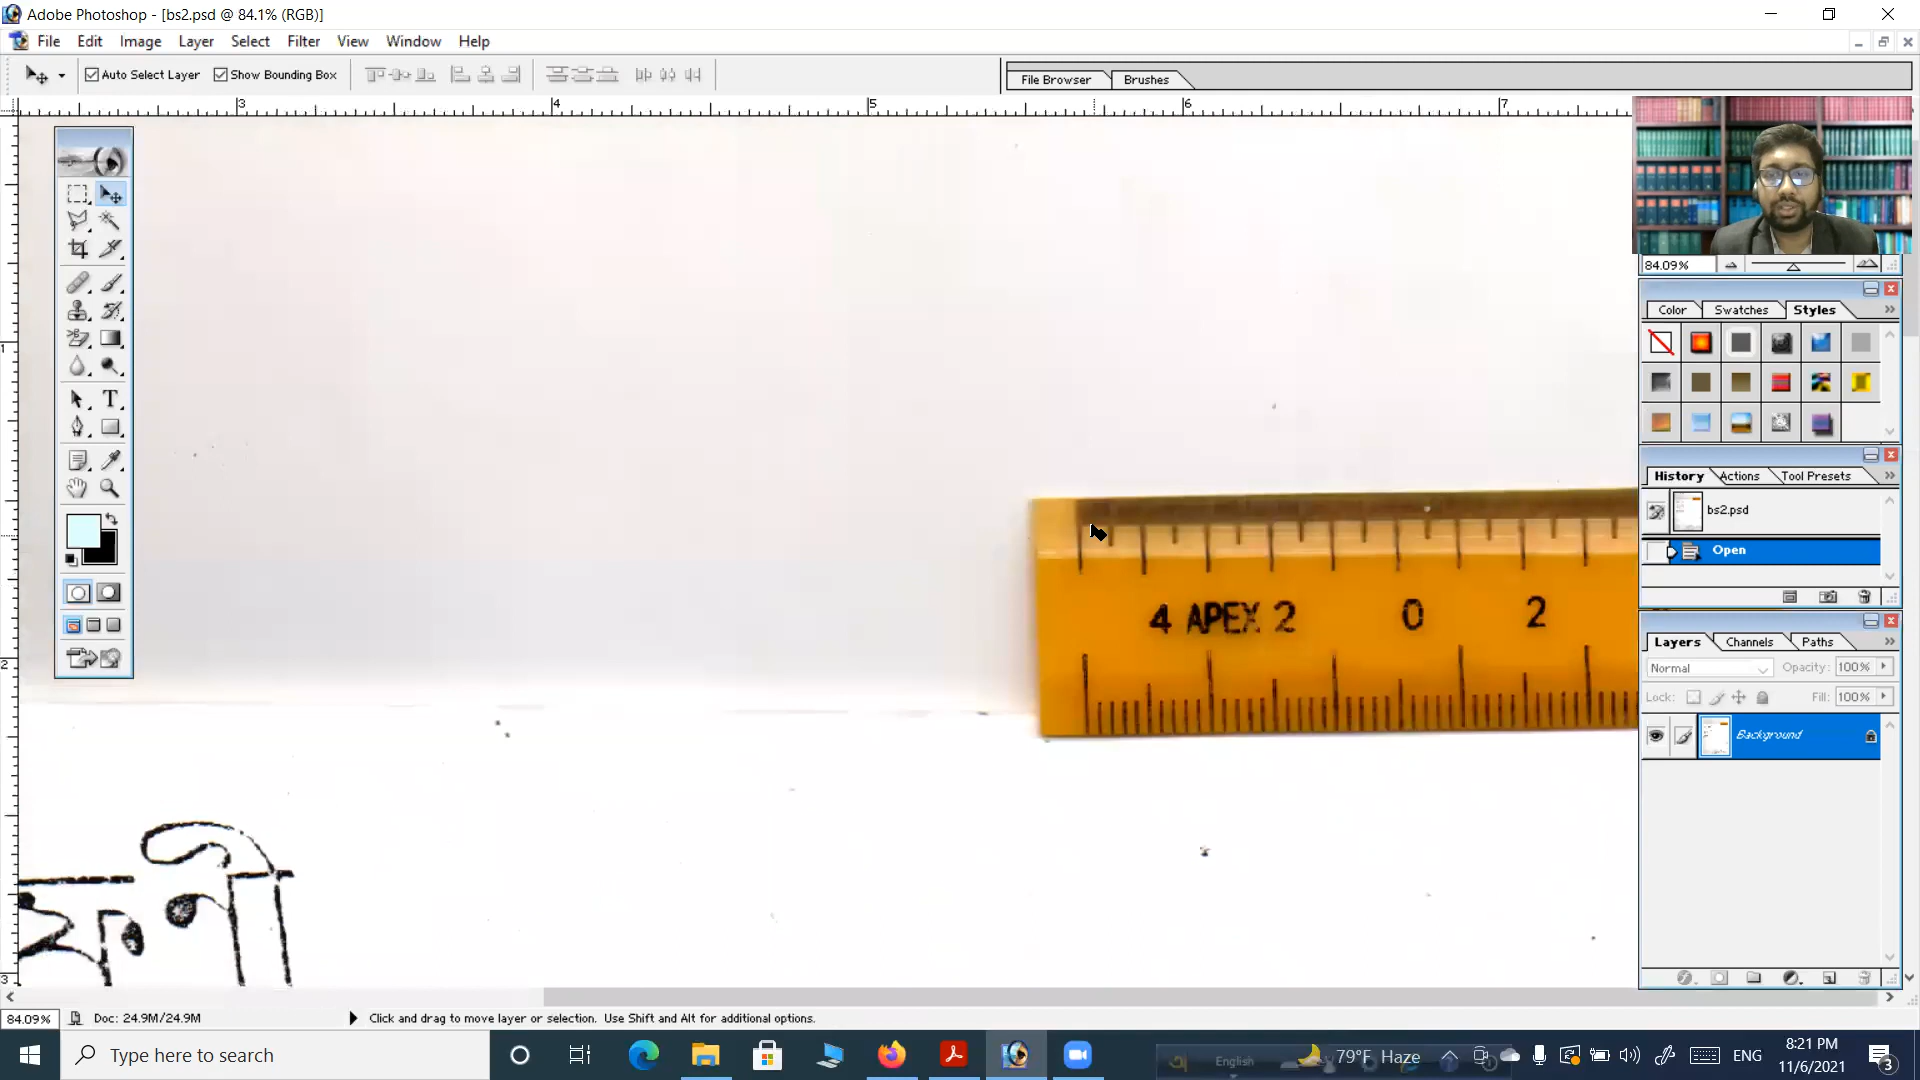 Adobe Photoshop - [bs2.psd @ 84.1% (RGB)]
File Edit Image Layer Select Filter View Window Help
Auto Select Layer Show Bounding Box
File Browser Brushes
3 4 5 6 7
1
2
3
84.09%
Color Swatches Styles
History Actions Tool Presets
bs2.psd
Open
4 APEX 2 0 2
Layers Channels Paths
Normal Opacity: 100%
Lock: Fill: 100%
Background
84.09% Doc: 24.9M/24.9M Click and drag to move layer or selection. Use Shift and Alt for additional options.
Type here to search
English
79°F Haze
ENG
8:21 PM
11/6/2021
3